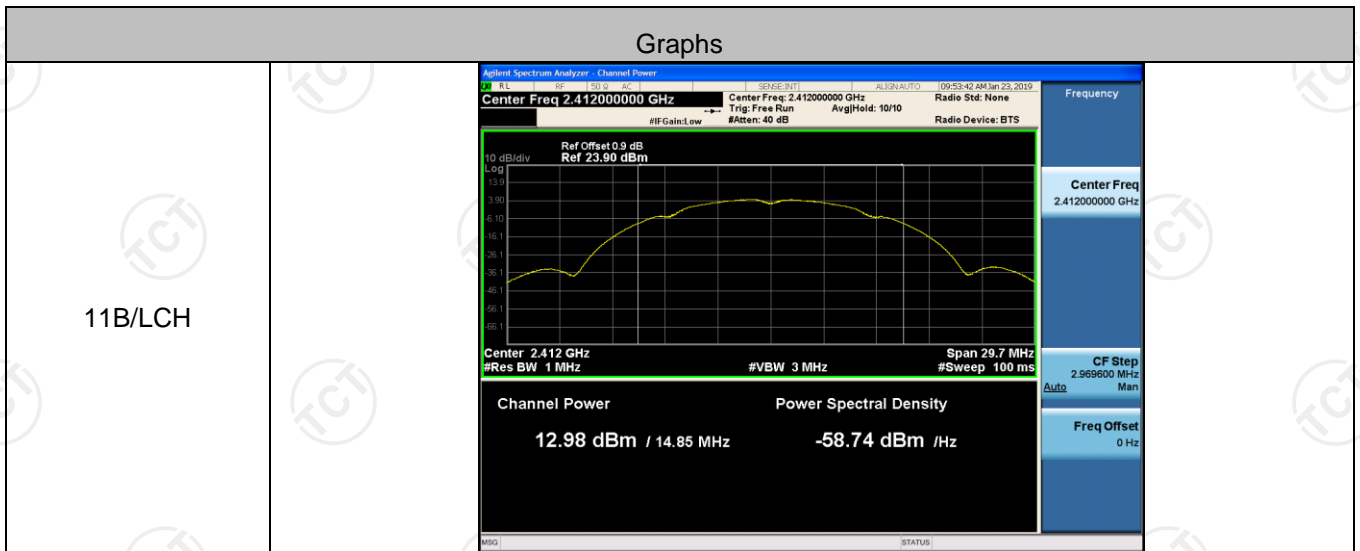 Graphs
11B/LCH
Agilent Spectrum Analyzer - Channel Power
RL RF 50 Ω AC SENSE:INT ALIGN AUTO 09:53:42 AM Jan 23, 2019
Center Freq 2.412000000 GHz
Center Freq: 2.412000000 GHz
Radio Std: None
Trig: Free Run Avg|Hold: 10/10
#IFGain:Low
#Atten: 40 dB
Radio Device: BTS
Ref Offset 0.9 dB
10 dB/div Ref 23.90 dBm
Log
13.9
3.90
-6.10
-16.1
-26.1
-36.1
-46.1
-56.1
-66.1
Center 2.412 GHz Span 29.7 MHz
#Res BW 1 MHz #VBW 3 MHz #Sweep 100 ms
Channel Power Power Spectral Density
12.98 dBm / 14.85 MHz -58.74 dBm /Hz
MSG STATUS
Frequency
Center Freq
2.412000000 GHz
CF Step
2.969600 MHz
Auto Man
Freq Offset
0 Hz
TCT
TCT
TCT
TCT
TCT
TCT